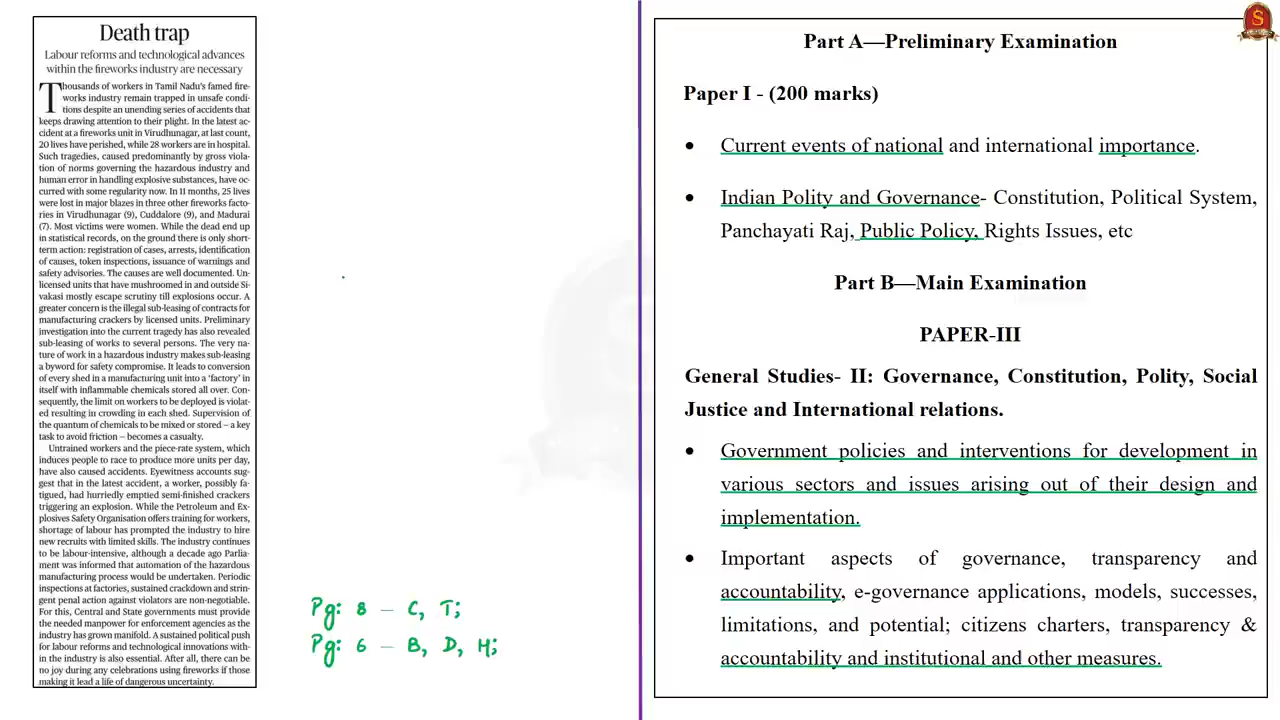 Death trap
Labour reforms and technological advances
within the fireworks industry are necessary
Thousands of workers in Tamil Nadu's famed fire-
works industry remain trapped in unsafe condi-
tions despite an unending series of accidents that
keeps drawing attention to their plight. In the latest ac-
cident at a fireworks unit in Virudhunagar, at last count,
20 lives have perished, while 28 workers are in hospital.
Such tragedies, caused predominantly by gross viola-
tion of norms governing the hazardous industry and
human error in handling explosive substances, have oc-
curred with some regularity now. In 11 months, 25 lives
were lost in major blazes in three other fireworks facto-
ries in Virudhunagar (9), Cuddalore (9), and Madurai
(7). Most victims were women. While the dead end up
in statistical records, on the ground there is only short-
term action: registration of cases, arrests, identification
of causes, token inspections, issuance of warnings and
safety advisories. The causes are well documented. Un-
licensed units that have mushroomed in and outside Si-
vakasi mostly escape scrutiny till explosions occur. A
greater concern is the illegal sub-leasing of contracts for
manufacturing crackers by licensed units. Preliminary
investigation into the current tragedy has also revealed
sub-leasing of works to several persons. The very na-
ture of work in a hazardous industry makes sub-leasing
a byword for safety compromise. It leads to conversion
of every shed in a manufacturing unit into a 'factory' in
itself with inflammable chemicals stored all over. Con-
sequently, the limit on workers to be deployed is violat-
ed resulting in crowding in each shed. Supervision of
the quantum of chemicals to be mixed or stored – a key
task to avoid friction – becomes a casualty.
Untrained workers and the piece-rate system, which
induces people to race to produce more units per day,
have also caused accidents. Eyewitness accounts sug-
gest that in the latest accident, a worker, possibly fa-
tigued, had hurriedly emptied semi-finished crackers
triggering an explosion. While the Petroleum and Ex-
plosives Safety Organisation offers training for workers,
shortage of labour has prompted the industry to hire
new recruits with limited skills. The industry continues
to be labour-intensive, although a decade ago Parlia-
ment was informed that automation of the hazardous
manufacturing process would be undertaken. Periodic
inspections at factories, sustained crackdown and strin-
gent penal action against violators are non-negotiable.
For this, Central and State governments must provide
the needed manpower for enforcement agencies as the
industry has grown manifold. A sustained political push
for labour reforms and technological innovations with-
in the industry is also essential. After all, there can be
no joy during any celebrations using fireworks if those
making it lead a life of dangerous uncertainty.
Pg: 8 – C, T;
Pg: 6 – B, D, H;
Part A—Preliminary Examination
Paper I - (200 marks)
• Current events of national and international importance.
• Indian Polity and Governance- Constitution, Political System,
Panchayati Raj, Public Policy, Rights Issues, etc
Part B—Main Examination
PAPER-III
General Studies- II: Governance, Constitution, Polity, Social
Justice and International relations.
• Government policies and interventions for development in
various sectors and issues arising out of their design and
implementation.
• Important aspects of governance, transparency and
accountability, e-governance applications, models, successes,
limitations, and potential; citizens charters, transparency &
accountability and institutional and other measures.